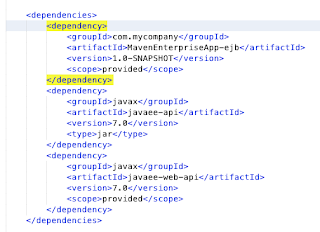 <dependencies>
<dependency>
<groupId>com.mycompany</groupId>
<artifactId>MavenEnterpriseApp-ejb</artifactId>
<version>1.0-SNAPSHOT</version>
<scope>provided</scope>
</dependency>
<dependency>
<groupId>javax</groupId>
<artifactId>javaee-api</artifactId>
<version>7.0</version>
<type>jar</type>
</dependency>
<dependency>
<groupId>javax</groupId>
<artifactId>javaee-web-api</artifactId>
<version>7.0</version>
<scope>provided</scope>
</dependency>
</dependencies>